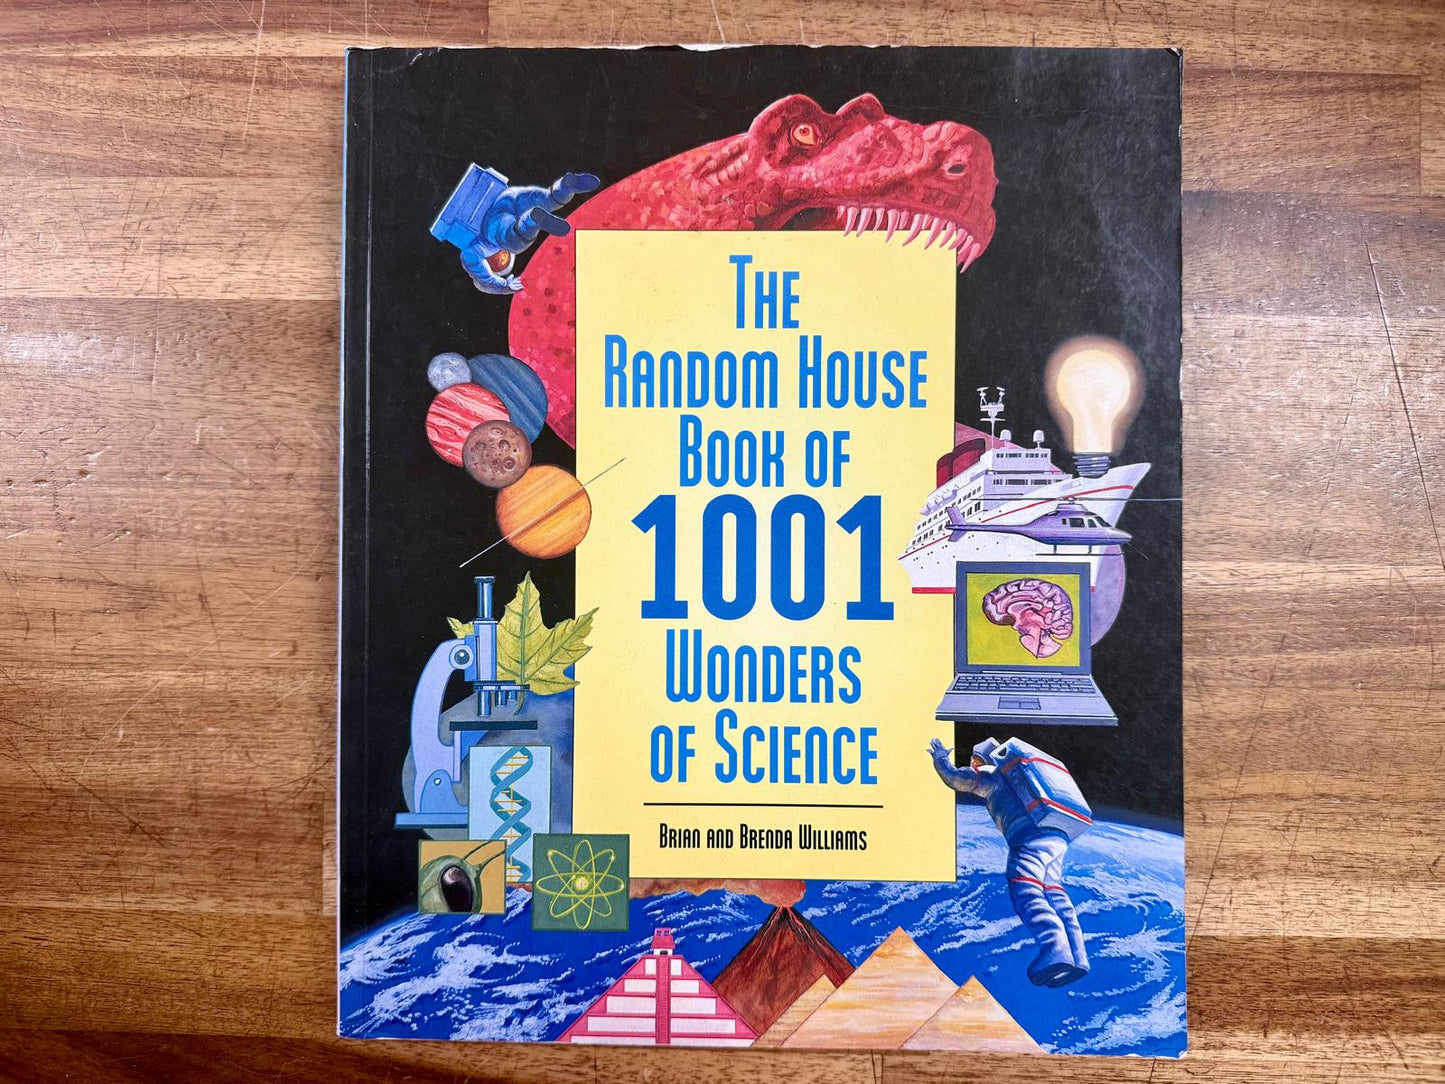 The
Random House
Book of
1001
Wonders
of Science
Brian and Brenda Williams